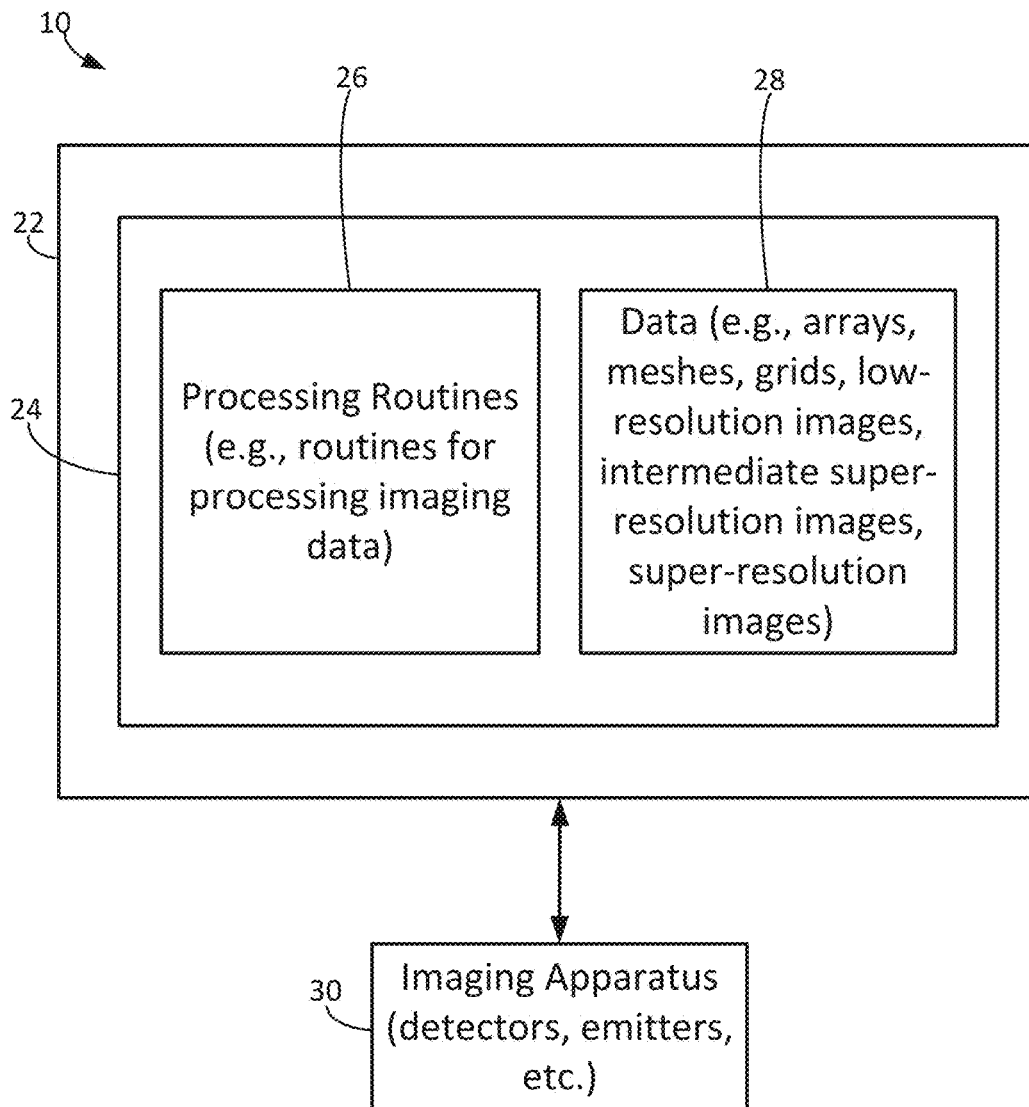 10
26
28
22
24
Processing Routines
(e.g., routines for
processing imaging
data)
Data (e.g., arrays,
meshes, grids, low-
resolution images,
intermediate super-
resolution images,
super-resolution
images)
30
Imaging Apparatus
(detectors, emitters,
etc.)